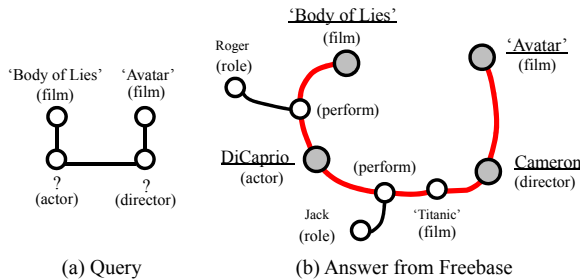 ‘Body of Lies’
(film)
‘Avatar’
(film)
?
(actor)
?
(director)
(a) Query
‘Body of Lies’
(film)
Roger
(role)
(perform)
‘Avatar’
(film)
DiCaprio
(actor)
(perform)
Cameron
(director)
Jack
(role)
‘Titanic’
(film)
(b) Answer from Freebase